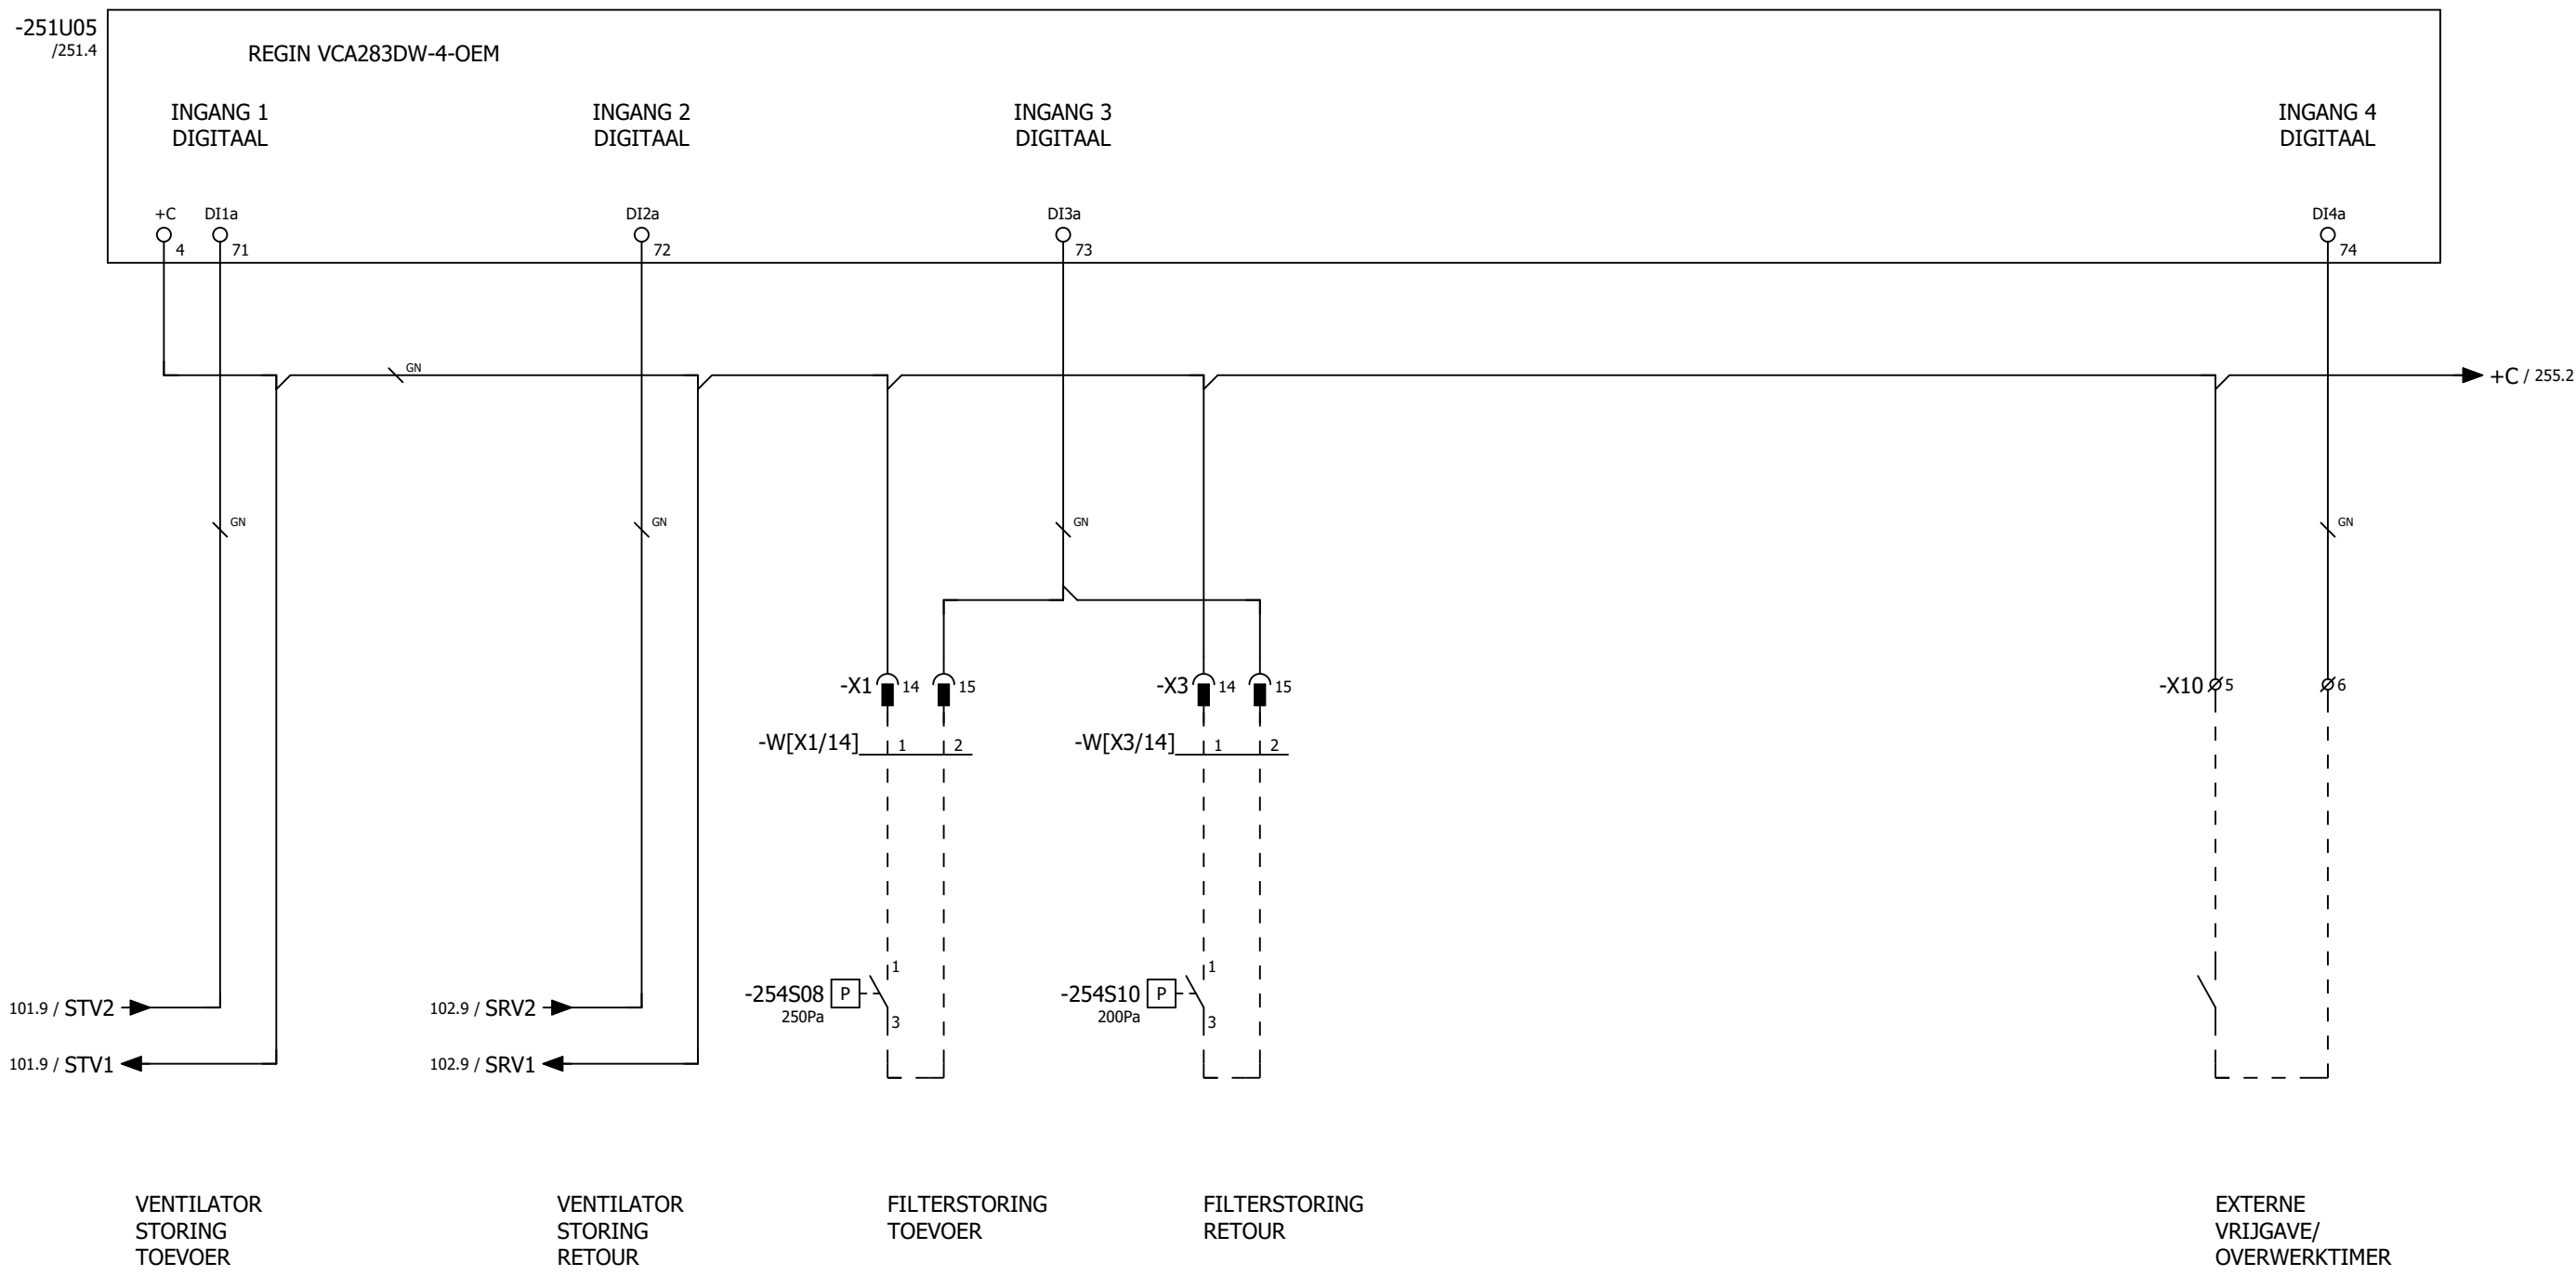 -251U05
/251.4
REGIN VCA283DW-4-OEM
INGANG 1
DIGITAAL
INGANG 2
DIGITAAL
INGANG 3
DIGITAAL
INGANG 4
DIGITAAL
+C
DI1a
DI2a
DI3a
DI4a
4
71
72
73
74
GN
+C / 255.2
GN
GN
GN
GN
-X1
14
15
-X3
14
15
-X10
5
6
-W[X1/14]
1
2
-W[X3/14]
1
2
1
1
-254S08
P
250Pa
3
-254S10
P
200Pa
3
101.9 / STV2
102.9 / SRV2
101.9 / STV1
102.9 / SRV1
VENTILATOR
STORING
TOEVOER
VENTILATOR
STORING
RETOUR
FILTERSTORING
TOEVOER
FILTERSTORING
RETOUR
EXTERNE
VRIJGAVE/
OVERWERKTIMER